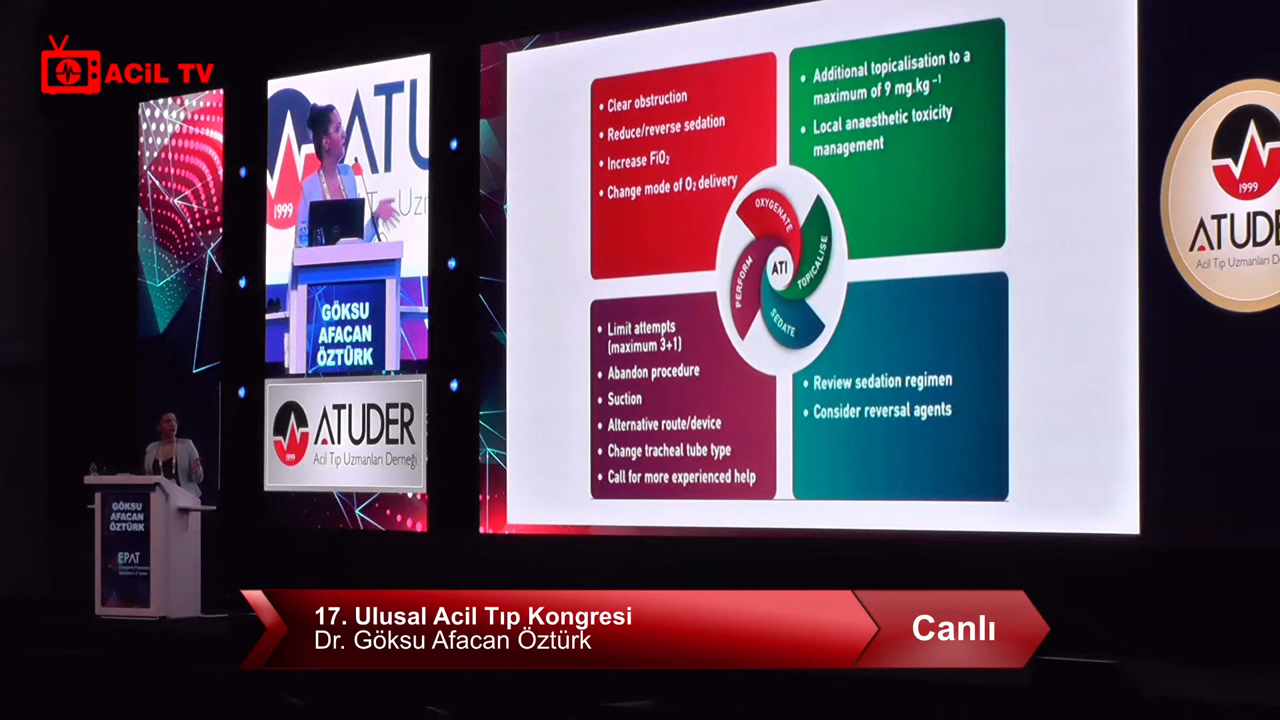 ACİL TV
ATU
1999
ATUDER
1999
Acil Tıp Uzmanları Derneği
GÖKSU
AFACAN
ÖZTÜRK
GÖKSU
AFACAN
ÖZTÜRK
EPAT
• Clear obstruction
• Reduce/reverse sedation
• Increase FiO₂
• Change mode of O₂ delivery
• Additional topicalisation to a
maximum of 9 mg.kg⁻¹
• Local anaesthetic toxicity
management
OXYGENATE
TOPICALISE
SEDATE
PERFORM
ATI
• Limit attempts
(maximum 3+1)
• Abandon procedure
• Suction
• Alternative route/device
• Change tracheal tube type
• Call for more experienced help
• Review sedation regimen
• Consider reversal agents
1999
ATUDE
Acil Tıp Uzmanları De
17. Ulusal Acil Tıp Kongresi
Dr. Göksu Afacan Öztürk
Canlı